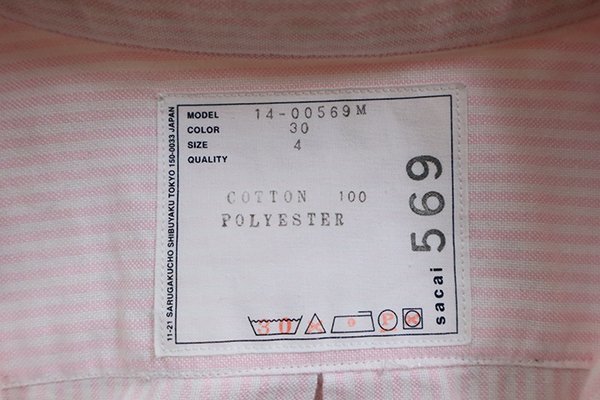 MODEL 14-00569M
COLOR 30
SIZE 4
QUALITY
COTTON 100
POLYESTER
30
P
sacai 569
11-21 SARUGAKUCHO SHIBUYAKU TOKYO 150-0033 JAPAN